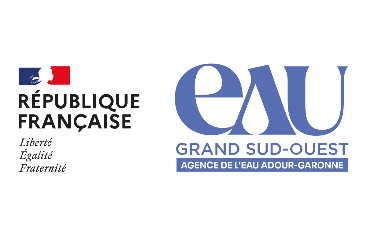 RÉPUBLIQUE
FRANÇAISE
Liberté
Égalité
Fraternité
eAU
GRAND SUD-OUEST
AGENCE DE L'EAU ADOUR-GARONNE